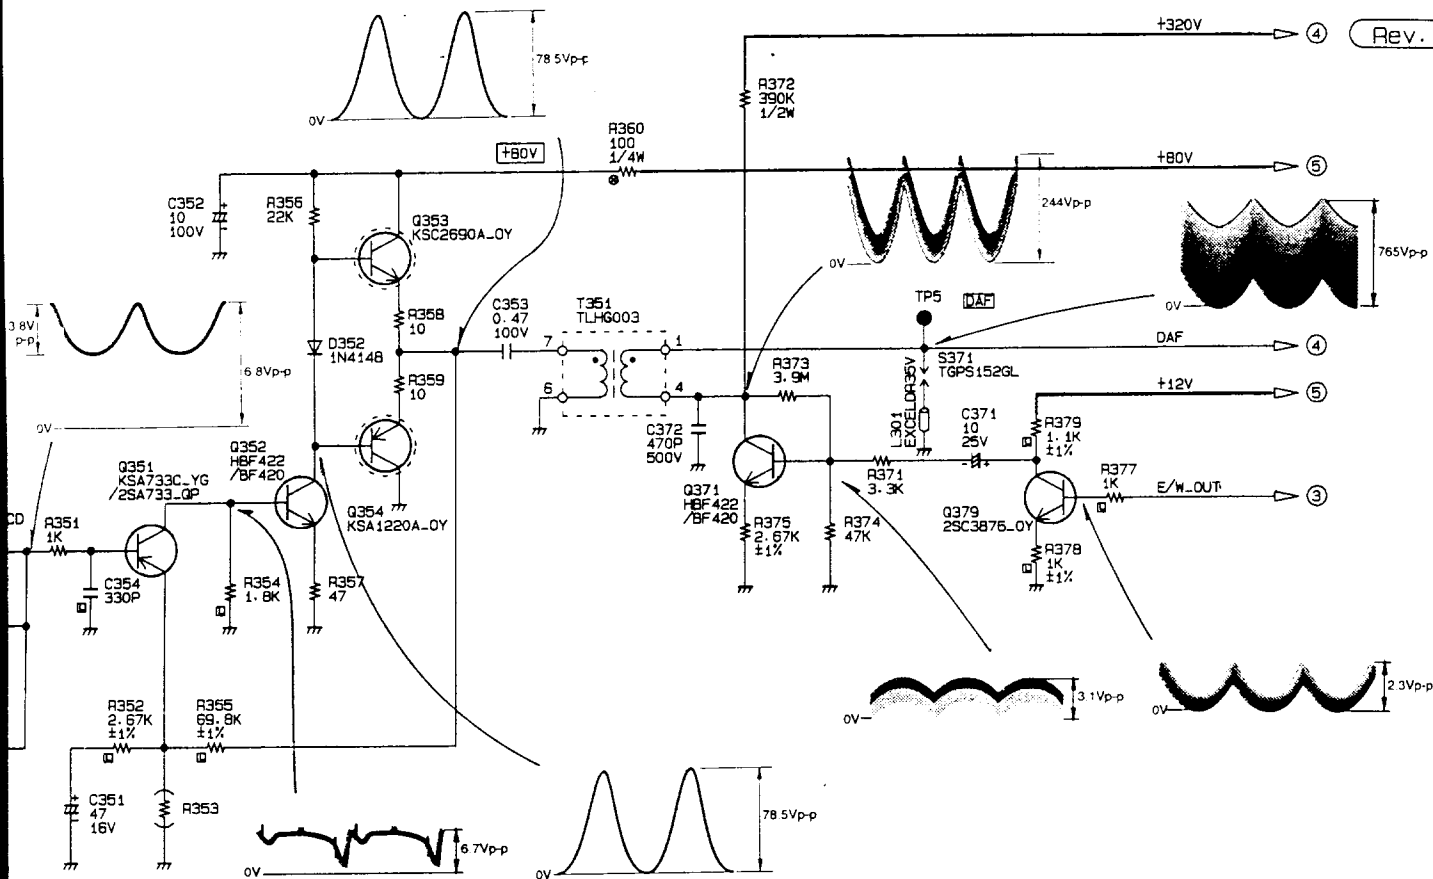 +320V
4
Rev.
78.5Vp-p
0V
R372
390K
1/2W
R360
100
1/4W
+80V
+80V
5
C352
10
100V
R356
22K
Q353
KSC2690A_OY
244Vp-p
0V
765Vp-p
0V
TP5
DAF
3.8V
p-p
6.8Vp-p
0V
D352
1N4148
R358
10
C353
0.47
100V
T351
TLHG003
7
1
6
4
DAF
4
S371
TGPS152GL
R359
10
R373
3.9M
+12V
5
L301
EXCELDR35V
C371
10
25V
R379
1.1K
±1%
L
C372
470P
500V
Q352
HBF422
/BF420
Q351
KSA733C_YG
/2SA733_QP
Q354
KSA1220A_OY
Q371
HBF422
/BF420
R371
3.3K
R377
1K
L
E/W_OUT
3
Q379
2SC3876_OY
CD
R351
1K
C354
330P
L
R354
1.8K
L
R357
47
R375
2.67K
±1%
R374
47K
R378
1K
±1%
L
3.1Vp-p
0V
2.3Vp-p
0V
R352
2.67K
±1%
L
R355
69.8K
±1%
L
C351
47
16V
R353
6.7Vp-p
0V
78.5Vp-p
0V